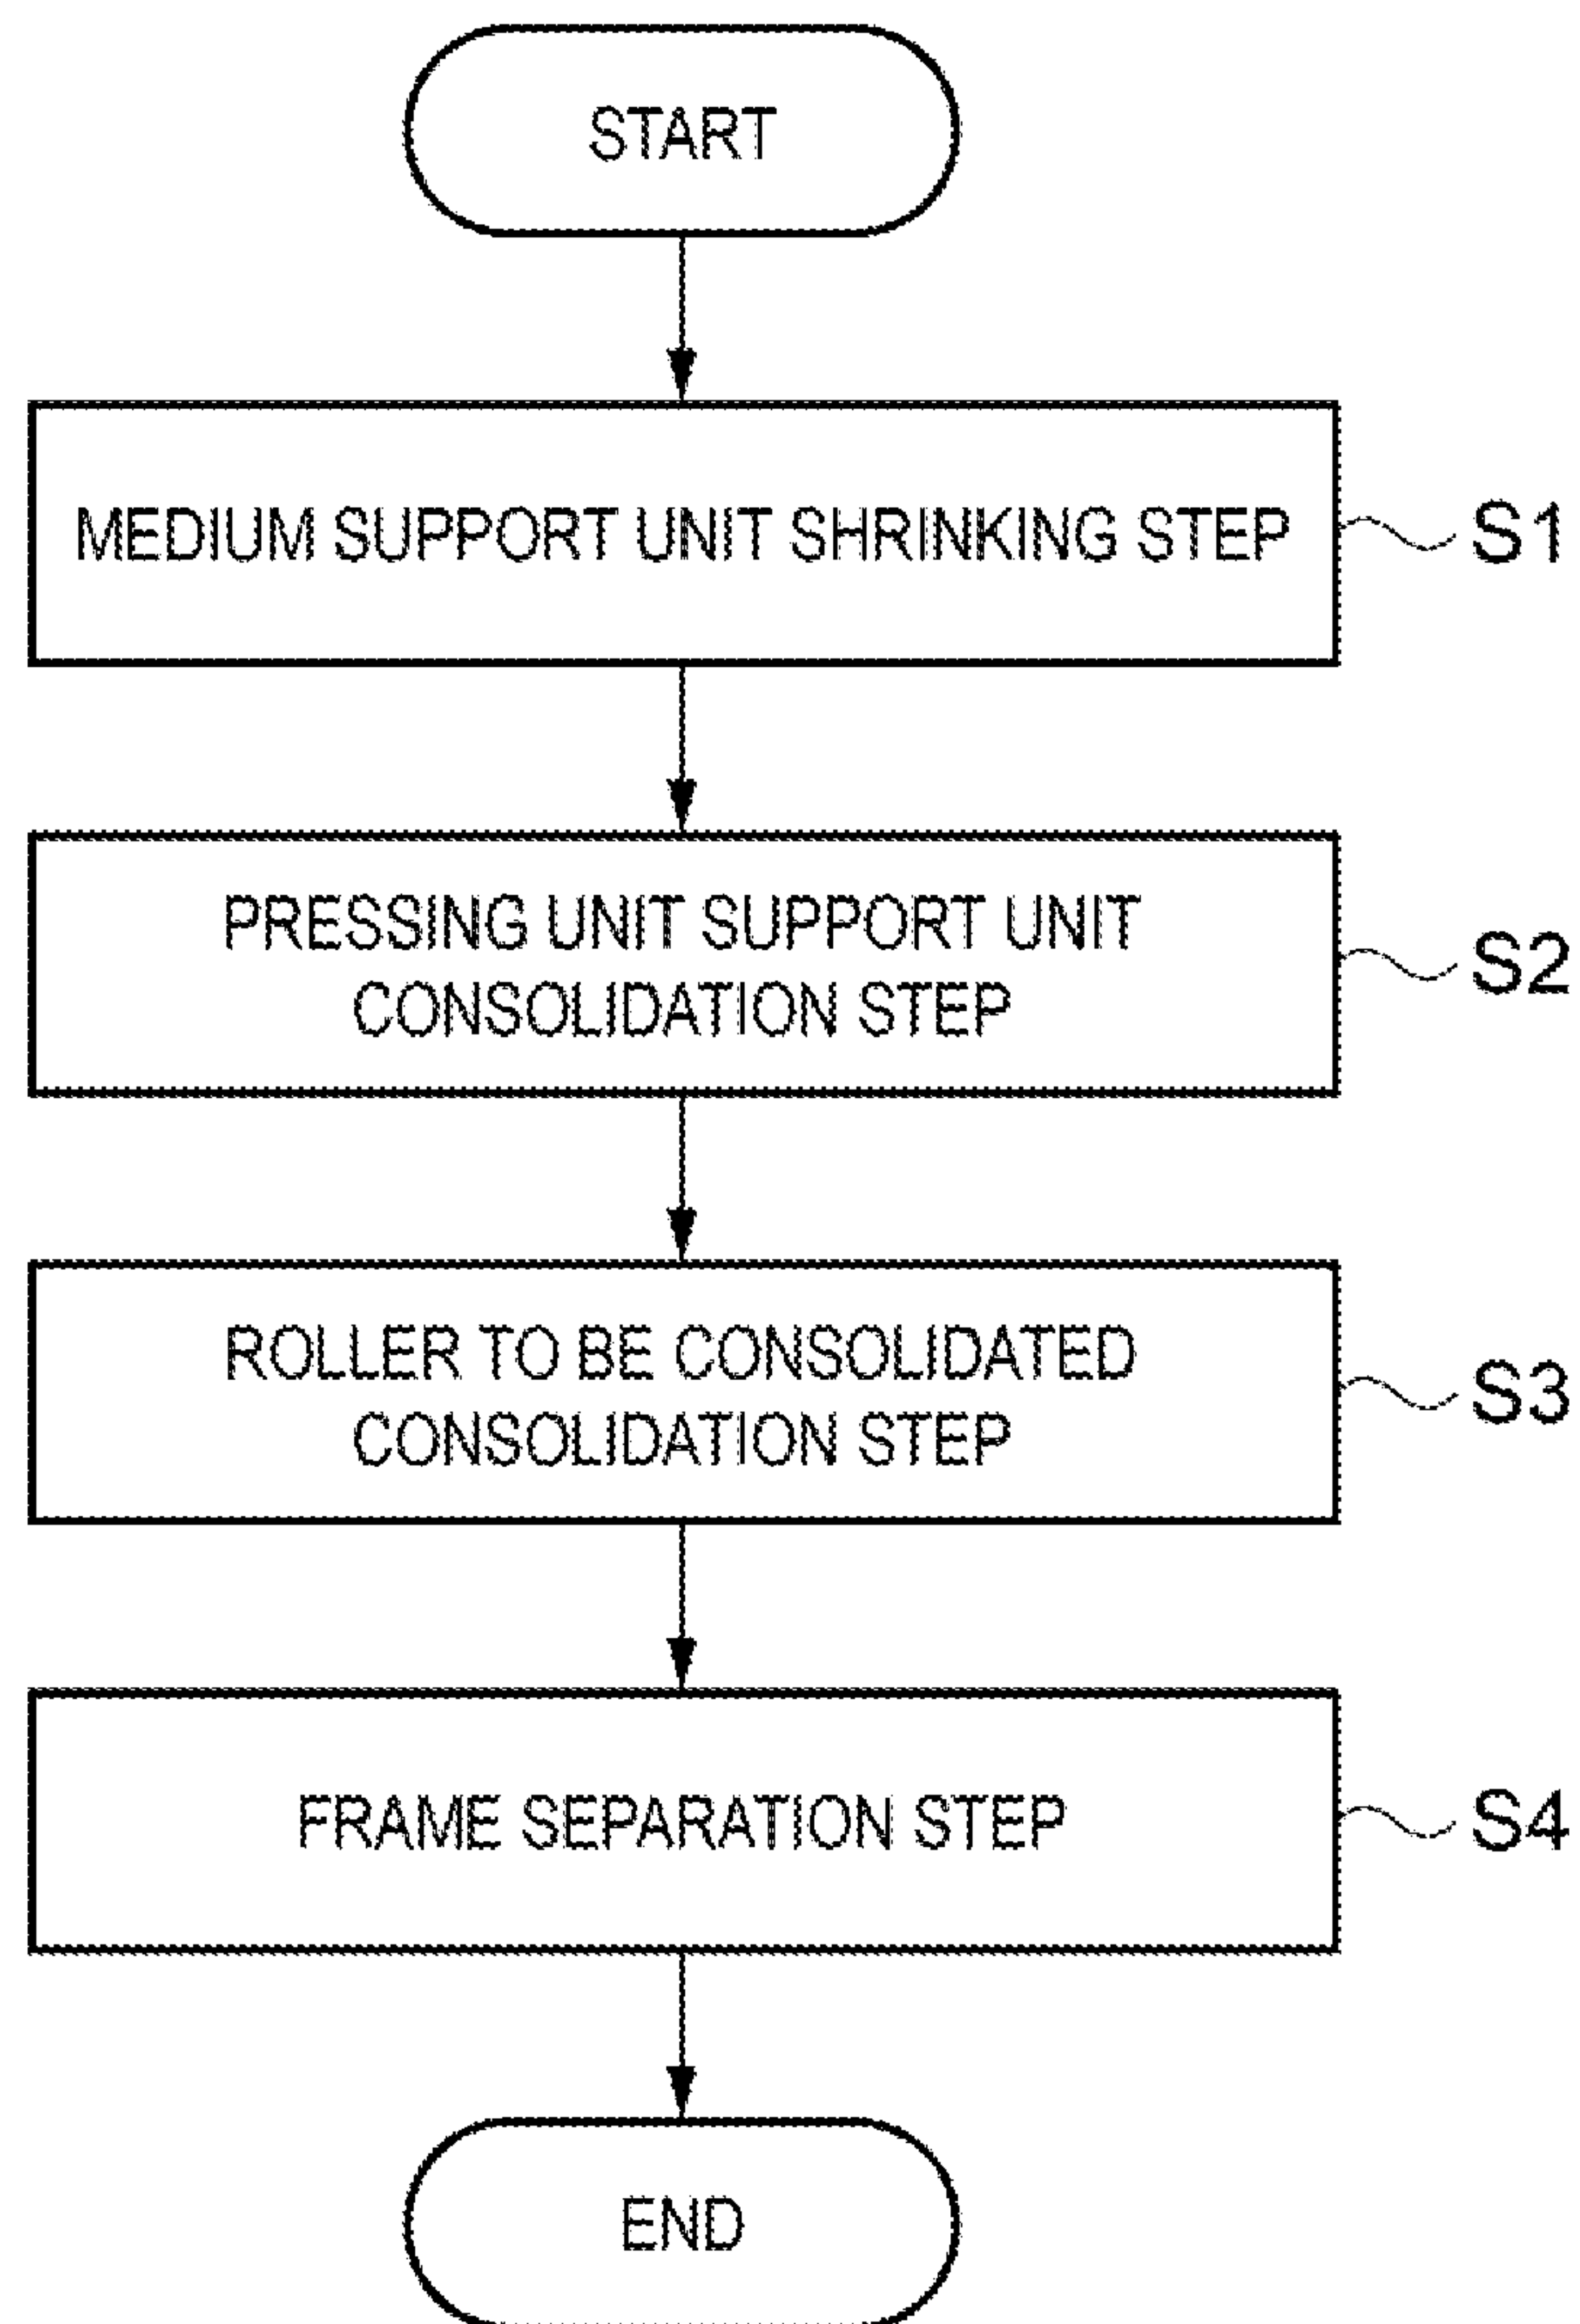 START
MEDIUM SUPPORT UNIT SHRINKING STEP
S1
PRESSING UNIT SUPPORT UNIT
CONSOLIDATION STEP
S2
ROLLER TO BE CONSOLIDATED
CONSOLIDATION STEP
S3
FRAME SEPARATION STEP
S4
END